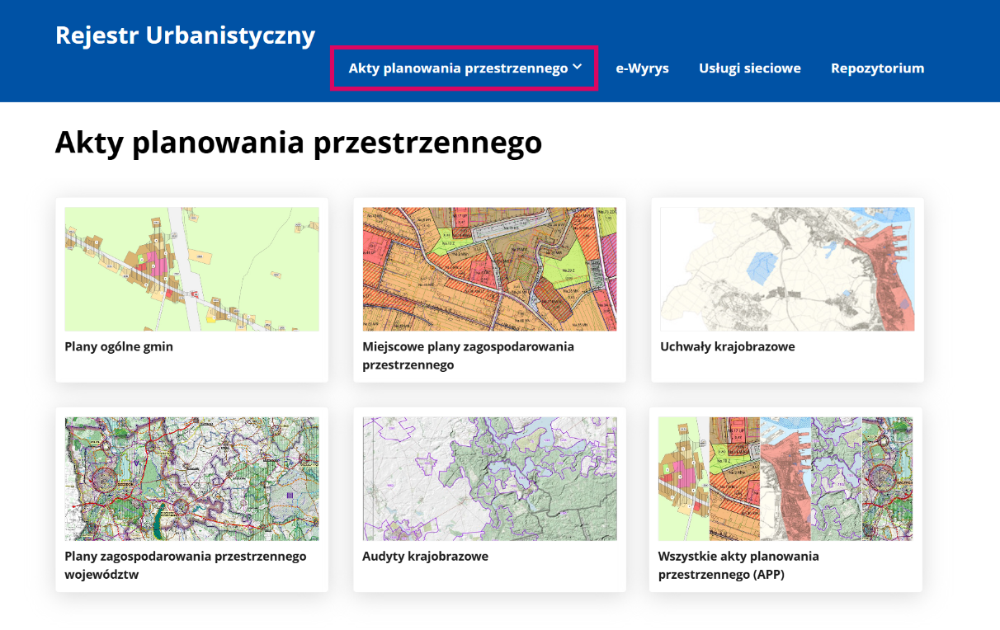 Rejestr Urbanistyczny
Akty planowania przestrzennego
e-Wyrys
Usługi sieciowe
Repozytorium
Akty planowania przestrzennego
Plany ogólne gmin
Miejscowe plany zagospodarowania
przestrzennego
Uchwały krajobrazowe
Plany zagospodarowania przestrzennego
województw
Audyty krajobrazowe
Wszystkie akty planowania
przestrzennego (APP)